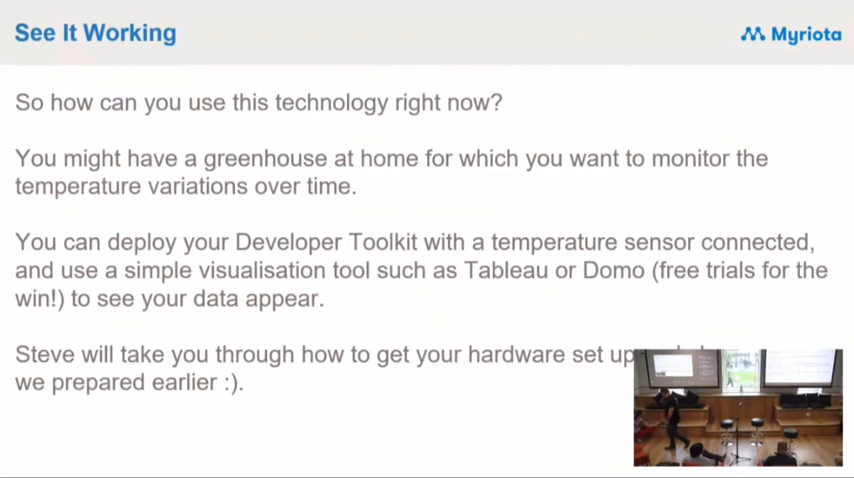 See It Working
Myriota
So how can you use this technology right now?
You might have a greenhouse at home for which you want to monitor the
temperature variations over time.
You can deploy your Developer Toolkit with a temperature sensor connected,
and use a simple visualisation tool such as Tableau or Domo (free trials for the
win!) to see your data appear.
Steve will take you through how to get your hardware set up
we prepared earlier :).